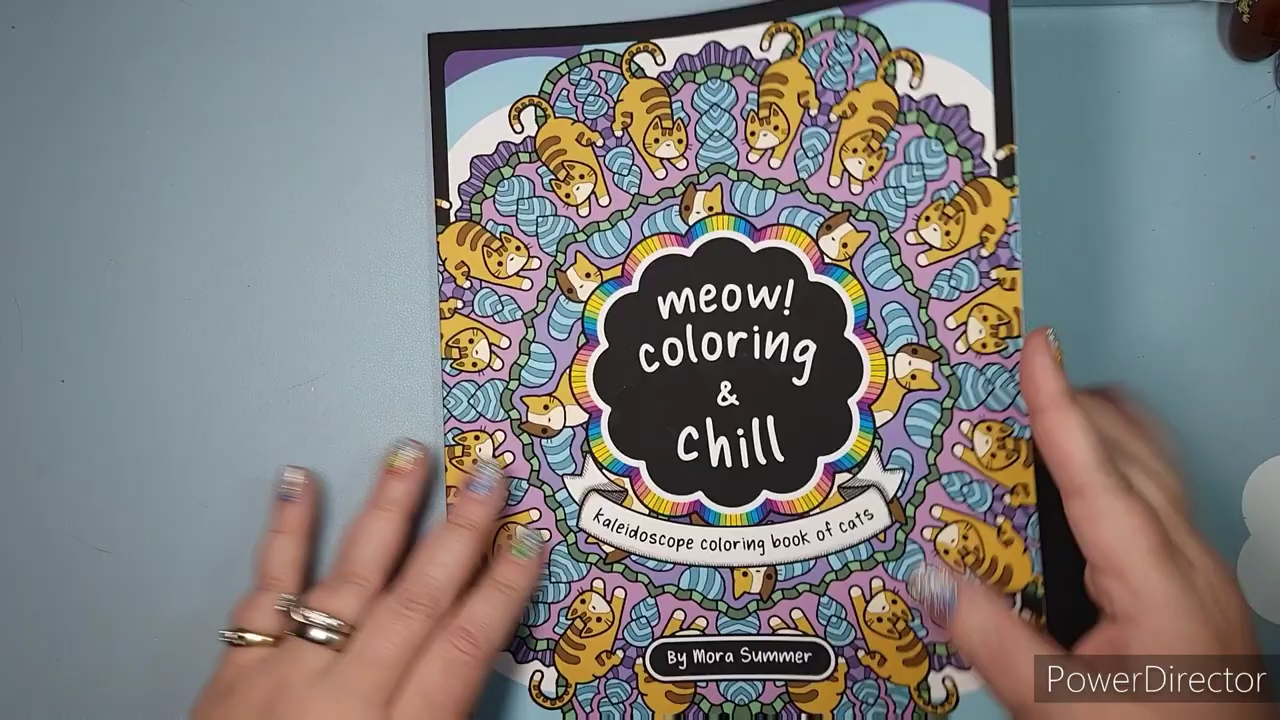 meow!
coloring
&
chill
kaleidoscope coloring book of cats
By Mora Summer
PowerDirector